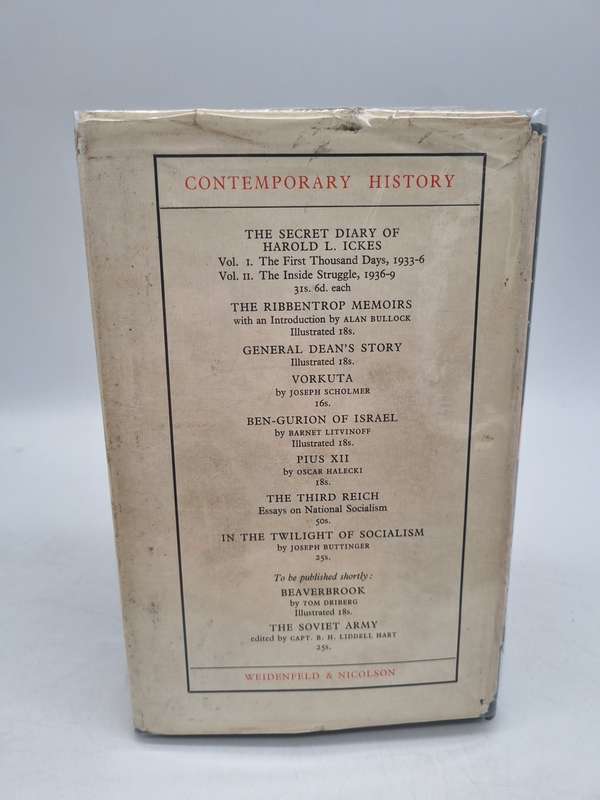 CONTEMPORARY HISTORY
THE SECRET DIARY OF
HAROLD L. ICKES
Vol. I. The First Thousand Days, 1933-6
Vol. II. The Inside Struggle, 1936-9
31s. 6d. each
THE RIBBENTROP MEMOIRS
with an Introduction by ALAN BULLOCK
Illustrated 18s.
GENERAL DEAN'S STORY
Illustrated 18s.
VORKUTA
by JOSEPH SCHOLMER
16s.
BEN-GURION OF ISRAEL
by BARNET LITVINOFF
Illustrated 18s.
PIUS XII
by OSCAR HALECKI
18s.
THE THIRD REICH
Essays on National Socialism
50s.
IN THE TWILIGHT OF SOCIALISM
by JOSEPH BUTTINGER
25s.
To be published shortly:
BEAVERBROOK
by TOM DRIBERG
Illustrated 18s.
THE SOVIET ARMY
edited by CAPT. B. H. LIDDELL HART
25s.
WEIDENFELD & NICOLSON